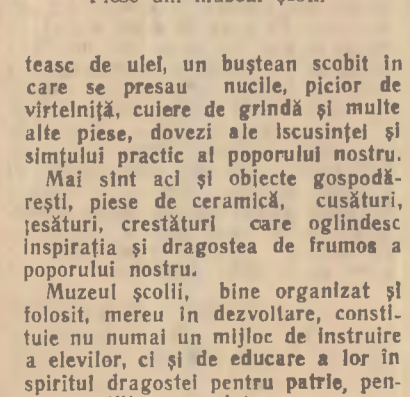 teasc de ulei, un buștean scobit în
care se presau nucile, picior de
vîrtelniță, cuiere de grindă și multe
alte piese, dovezi ale iscusinței și
simțului practic al poporului nostru.
Mai sînt aci și obiecte gospodă-
rești, piese de ceramică, cusături,
țesături, crestături care oglindesc
inspirația și dragostea de frumos a
poporului nostru.
Muzeul școlii, bine organizat și
folosit, mereu în dezvoltare, consti-
tuie nu numai un mijloc de instruire
a elevilor, ci și de educare a lor în
spiritul dragostei pentru patrie, pen-